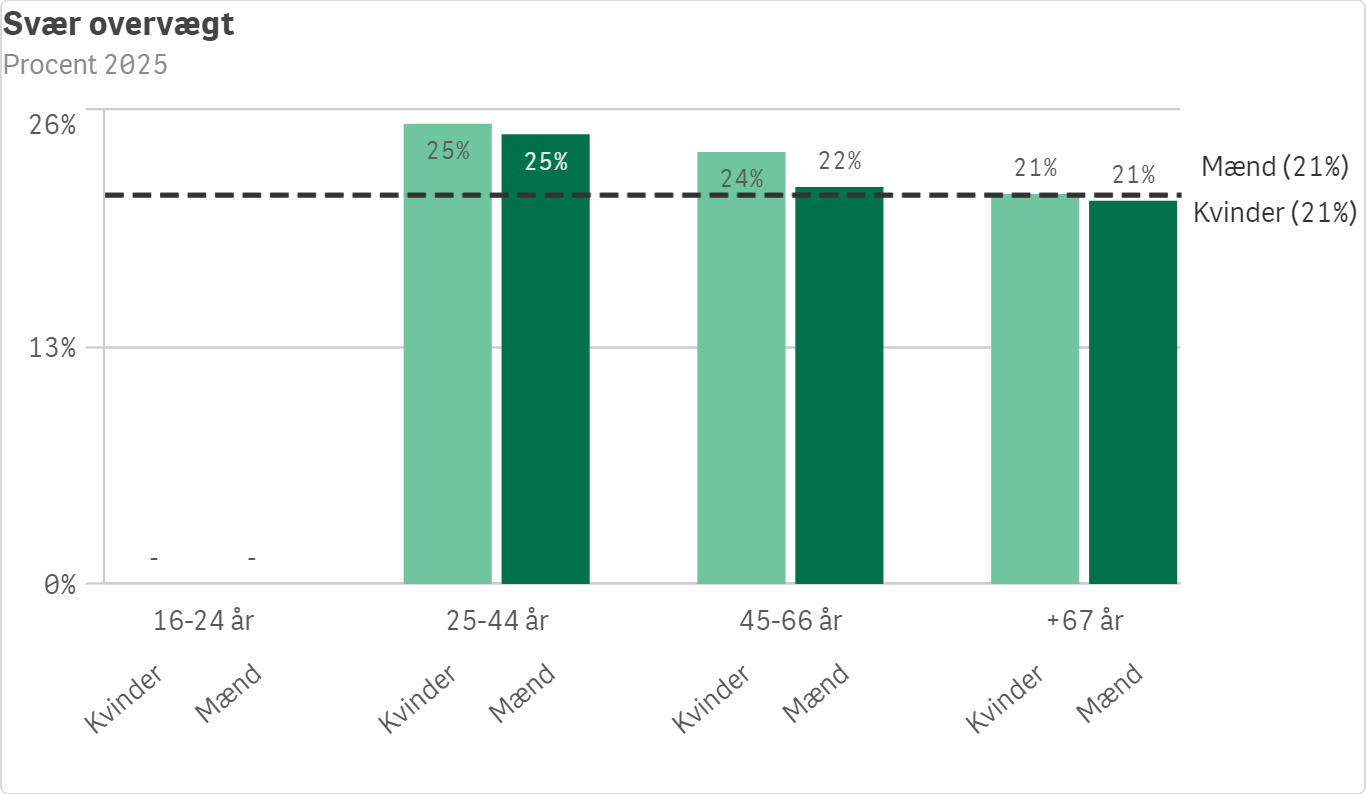 Svær overvægt
Procent 2025
26%
13%
0%
25%
25%
24%
22%
21%
21%
-
-
Mænd (21%)
Kvinder (21%)
16-24 år
25-44 år
45-66 år
+67 år
Kvinder
Mænd
Kvinder
Mænd
Kvinder
Mænd
Kvinder
Mænd